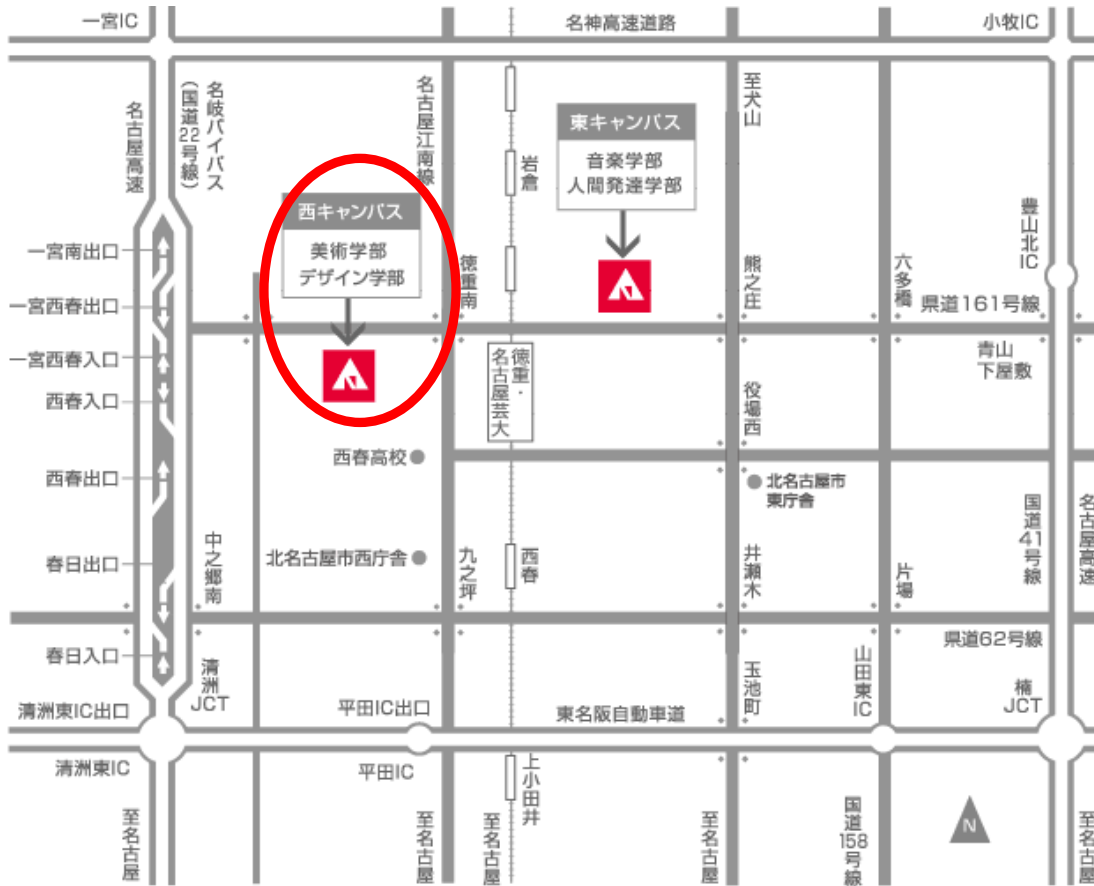 一宮IC
名神高速道路
小牧IC
名古屋高速
名岐バイパス
(国道22号線)
名古屋江南線
岩倉
東キャンパス
音楽学部
人間発達学部
至犬山
西キャンパス
美術学部
デザイン学部
豊山北IC
一宮南出口
一宮西春出口
一宮西春入口
西春入口
西春出口
春日出口
春日入口
徳重南
熊之庄
六多橋
県道161号線
青山
下屋敷
徳重・
名古屋芸大
役場西
西春高校
北名古屋市
東庁舎
国道41号線
名古屋高速
中之郷南
北名古屋市西庁舎
九之坪
西春
井瀬木
片場
県道62号線
清洲
JCT
玉池町
山田東IC
楠
JCT
清洲東IC出口
平田IC出口
東名阪自動車道
清洲東IC
平田IC
上小田井
至名古屋
至名古屋
至名古屋
至名古屋
国道158号線
N
至名古屋